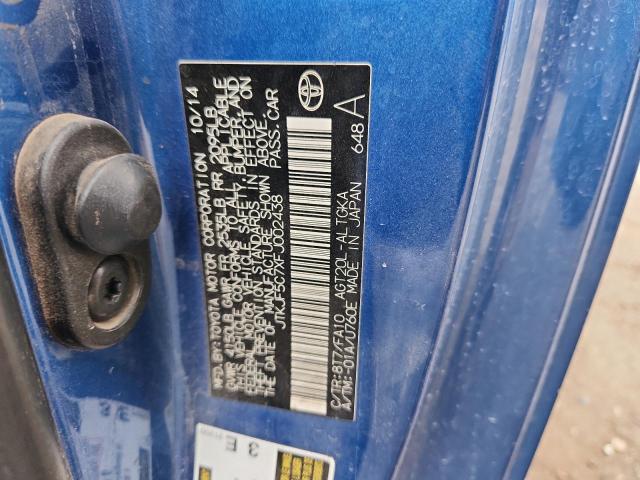 MFD.BY:TOYOTA MOTOR CORPORATION 10/14
GVWR 4150LB GAWR FR 2535LB RR 2095LB
THIS VEHICLE CONFORMS TO ALL APPLICABLE
FEDERAL MOTOR VEHICLE SAFETY, BUMPER, AND
THEFT PREVENTION STANDARDS IN EFFECT ON
THE DATE OF MANUFACTURE SHOWN ABOVE.
JTKJF5C7XFJ002438 PASS.CAR
C/TR:8T7/FA10 AGT20L-ALTGKA
A/TM:-01A/U760E MADE IN JAPAN 648 A
3 E